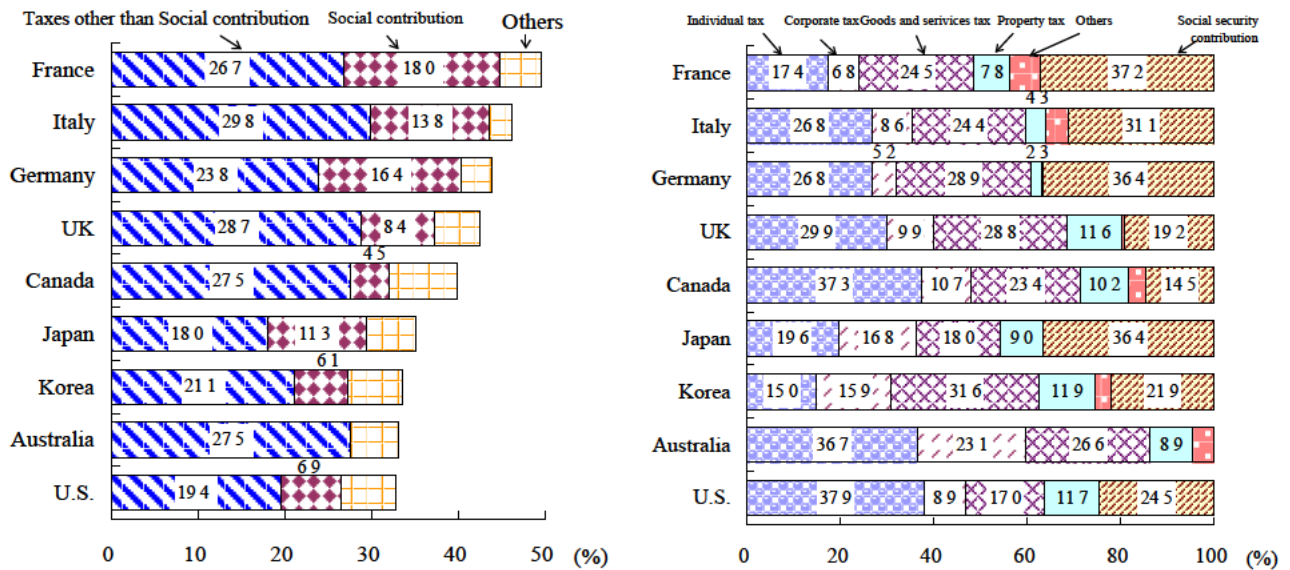 Taxes other than Social contribution Social contribution Others
France 26 7 18 0
Italy 29 8 13 8
Germany 23 8 16 4
UK 28 7 8 4
4 5
Canada 27 5
Japan 18 0 11 3
6 1
Korea 21 1
Australia 27 5
6 9
U.S. 19 4
0 10 20 30 40 50 (%)
Individual tax Corporate tax Goods and serivices tax Property tax Others Social security
contribution
France 17 4 6 8 24 5 7 8 37 2
4 3
Italy 26 8 8 6 24 4 31 1
5 2 2 3
Germany 26 8 28 9 36 4
UK 29 9 9 9 28 8 11 6 19 2
Canada 37 3 10 7 23 4 10 2 14 5
Japan 19 6 16 8 18 0 9 0 36 4
Korea 15 0 15 9 31 6 11 9 21 9
Australia 36 7 23 1 26 6 8 9
U.S. 37 9 8 9 17 0 11 7 24 5
0 20 40 60 80 100 (%)